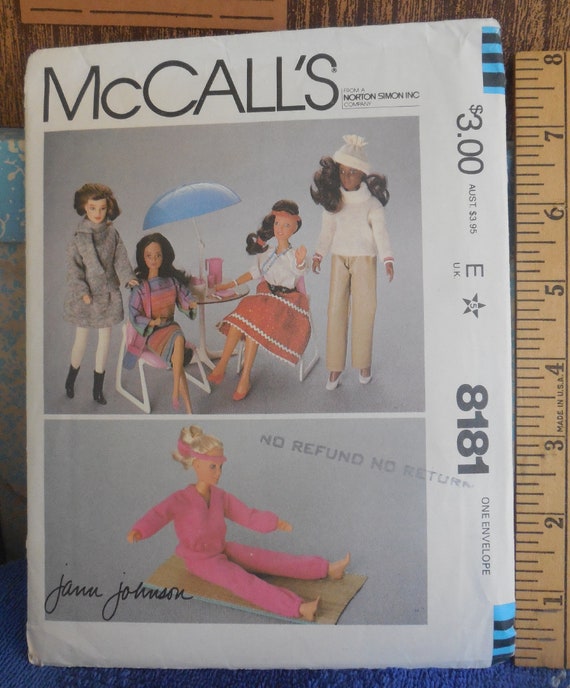 McCALL'S®
FROM A
NORTON SIMON INC
COMPANY
$3.00
AUST. $3.95
E
U.K.
5
8181
ONE ENVELOPE
NO REFUND NO RETURN
jann johnson
8
7
6
5
4
MADE IN U.S.A.
3
2
1